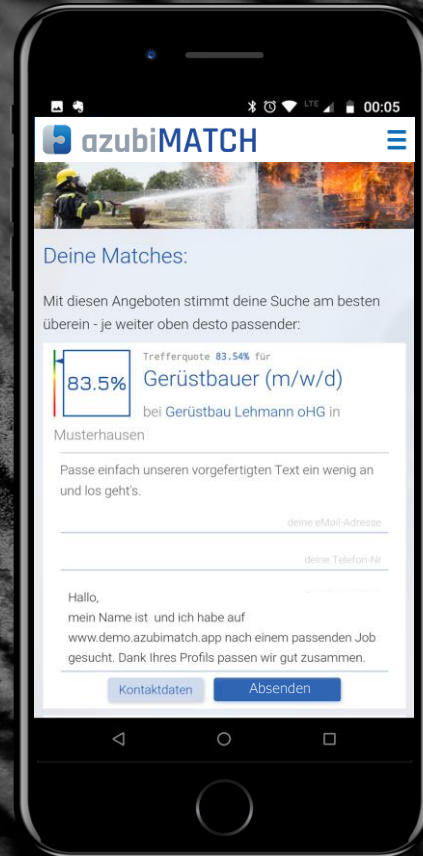 LTE 00:05
azubiMATCH
Deine Matches:
Mit diesen Angeboten stimmt deine Suche am besten
überein - je weiter oben desto passender:
Trefferquote 83.54% für
83.5%
Gerüstbauer (m/w/d)
bei Gerüstbau Lehmann oHG in
Musterhausen
Passe einfach unseren vorgefertigten Text ein wenig an
und los geht's.
deine eMail-Adresse
deine Telefon-Nr
Hallo,
mein Name ist und ich habe auf
www.demo.azubimatch.app nach einem passenden Job
gesucht. Dank Ihres Profils passen wir gut zusammen.
Kontaktdaten Absenden